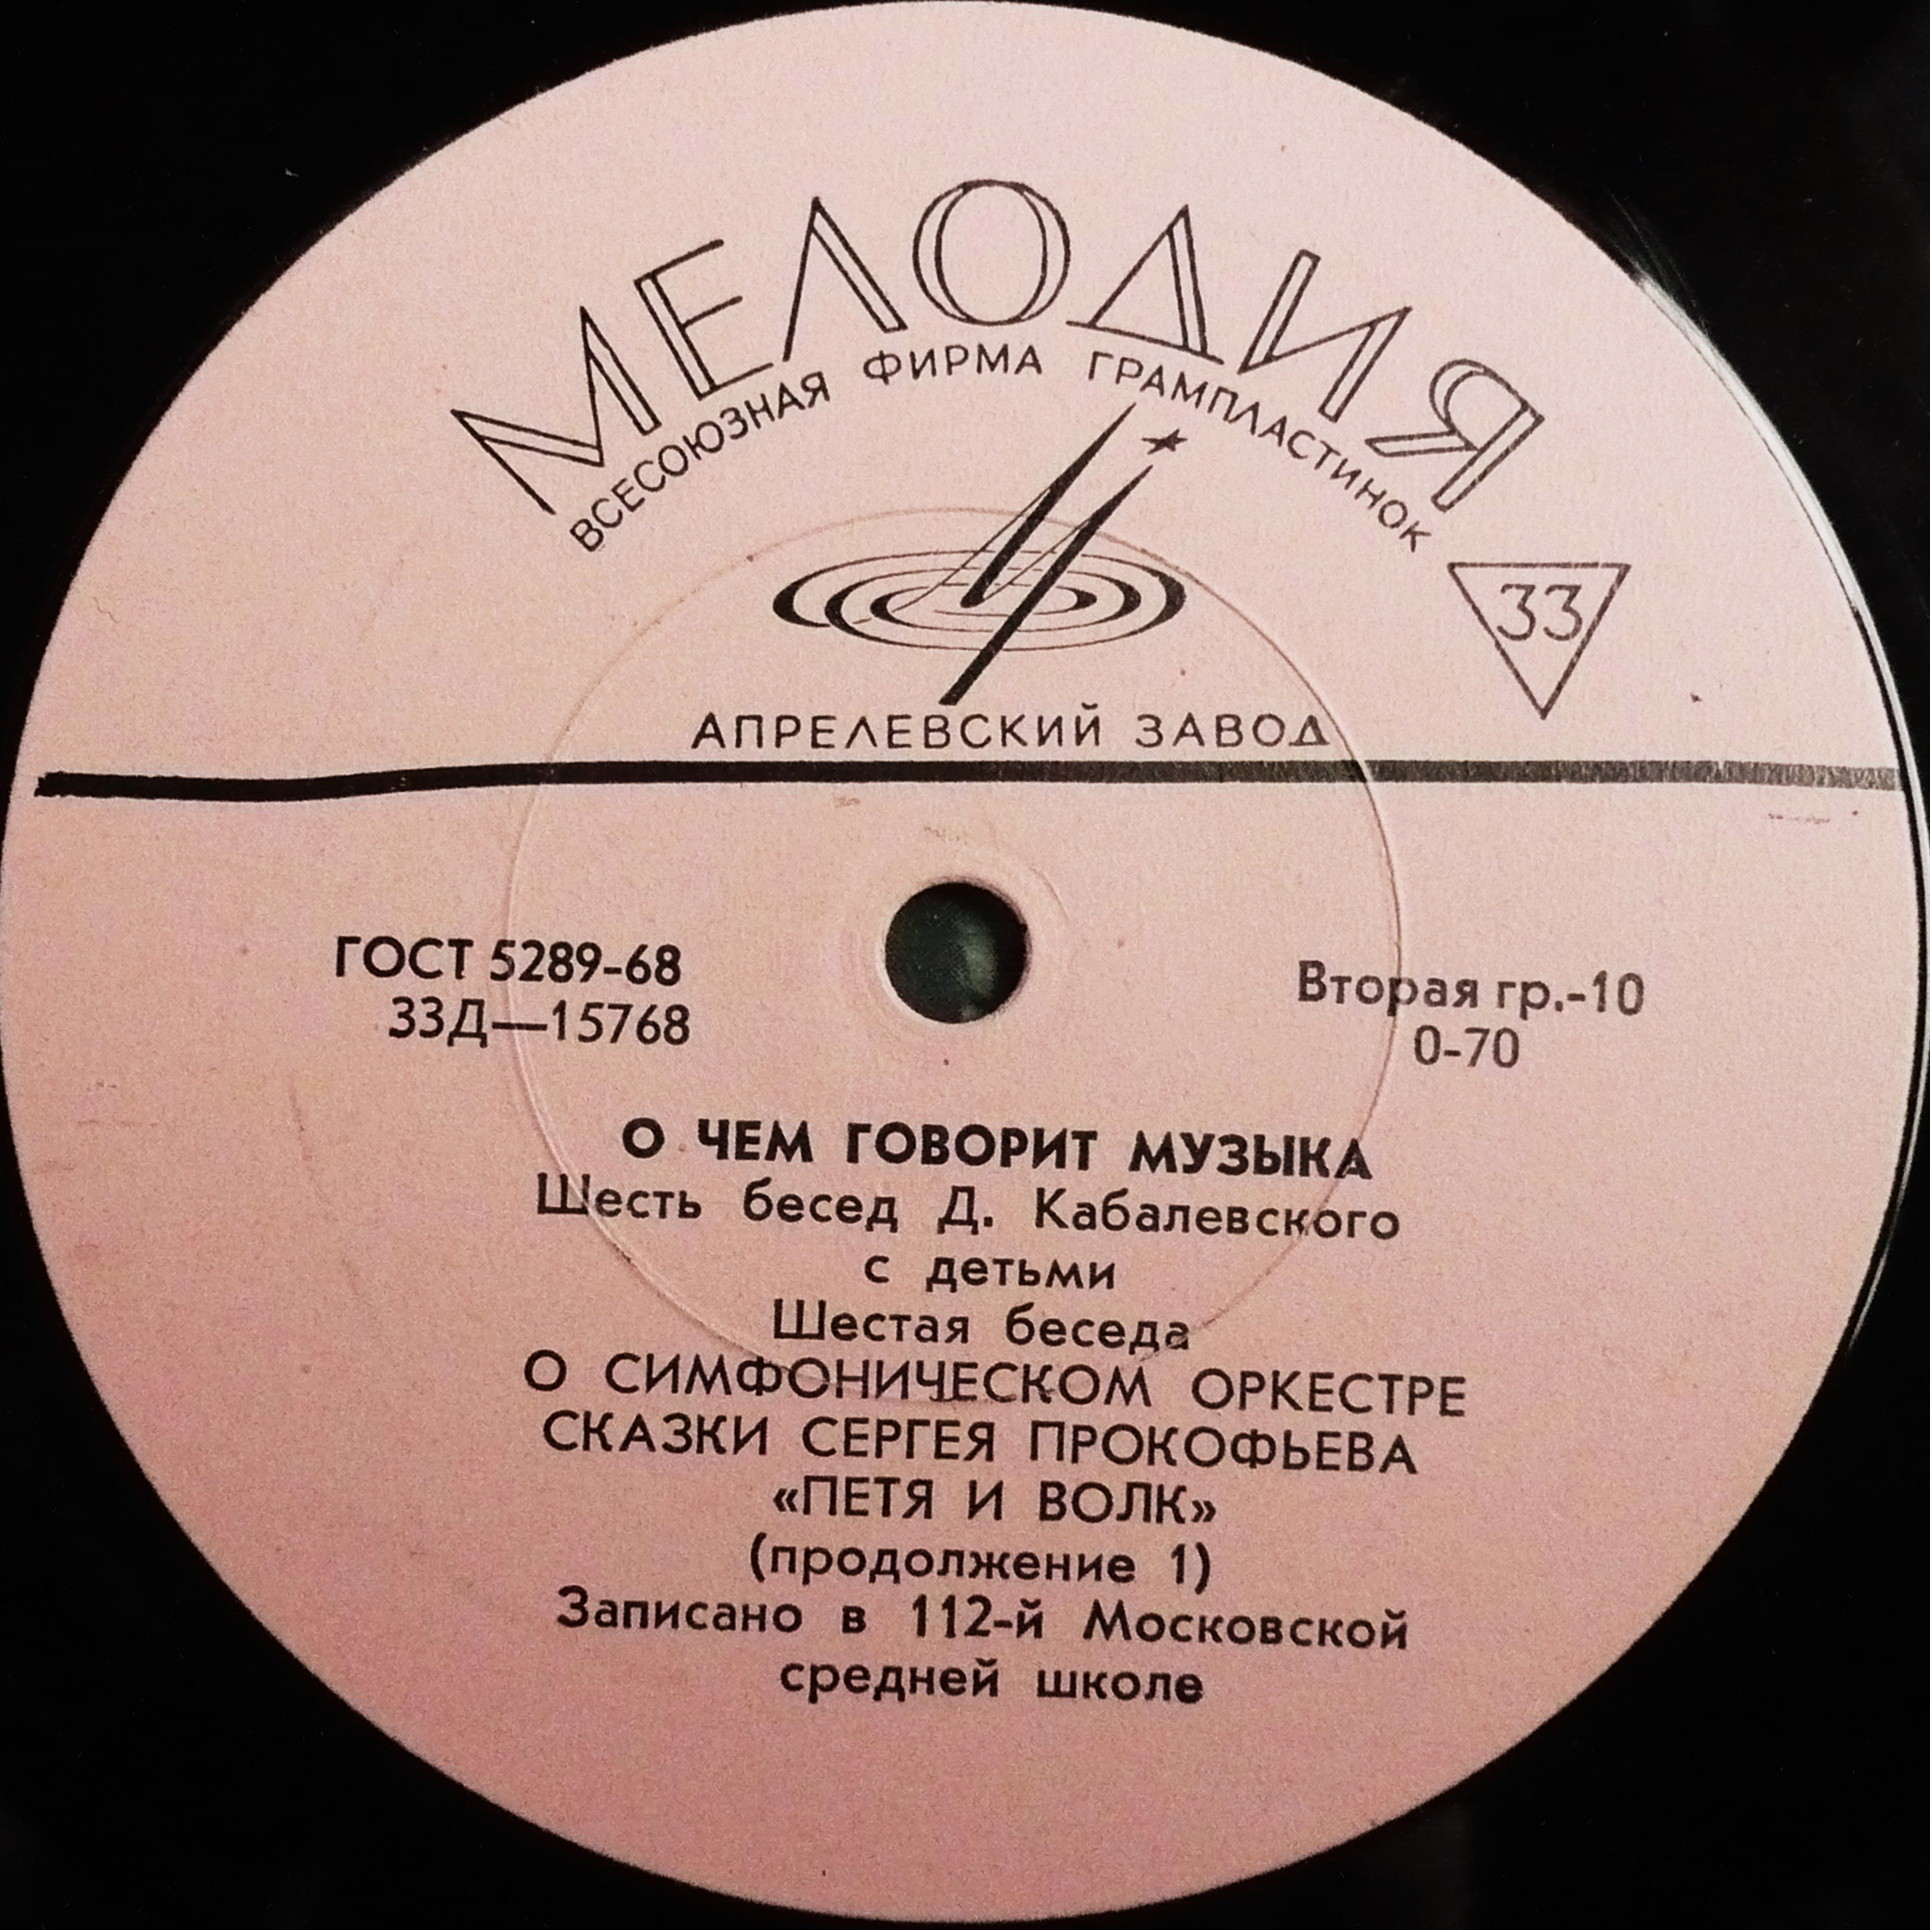 МЕЛОДИЯ
ВСЕСОЮЗНАЯ ФИРМА ГРАМПЛАСТИНОК
33
АПРЕЛЕВСКИЙ ЗАВОД
ГОСТ 5289-68
33Д—15768
Вторая гр.-10
0-70
О ЧЕМ ГОВОРИТ МУЗЫКА
Шесть бесед Д. Кабалевского
с детьми
Шестая беседа
О СИМФОНИЧЕСКОМ ОРКЕСТРЕ
СКАЗКИ СЕРГЕЯ ПРОКОФЬЕВА
«ПЕТЯ И ВОЛК»
(продолжение 1)
Записано в 112-й Московской
средней школе